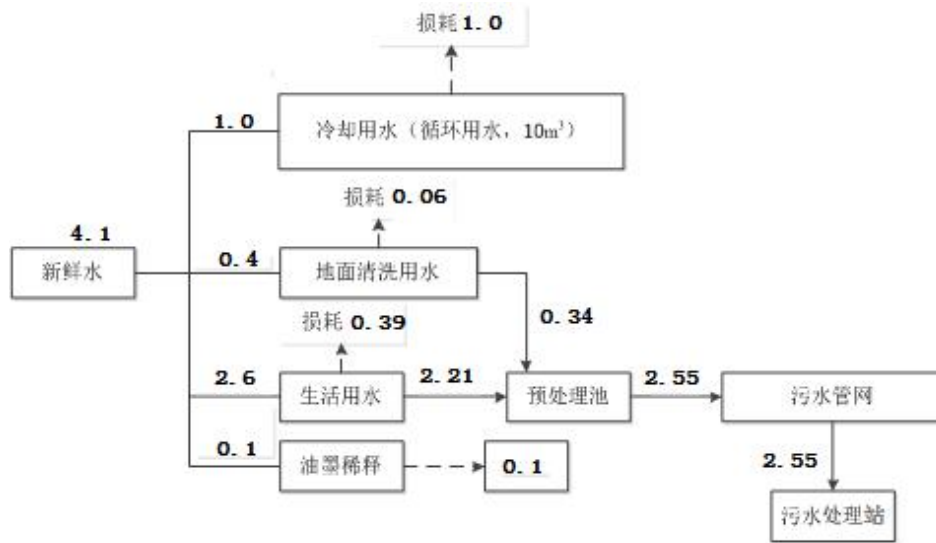 损耗 1.0
1.0
冷却用水（循环用水，10m³）
损耗 0.06
4.1
新鲜水
0.4
地面清洗用水
0.34
损耗 0.39
2.6
生活用水
2.21
预处理池
2.55
污水管网
0.1
油墨稀释
0.1
2.55
污水处理站